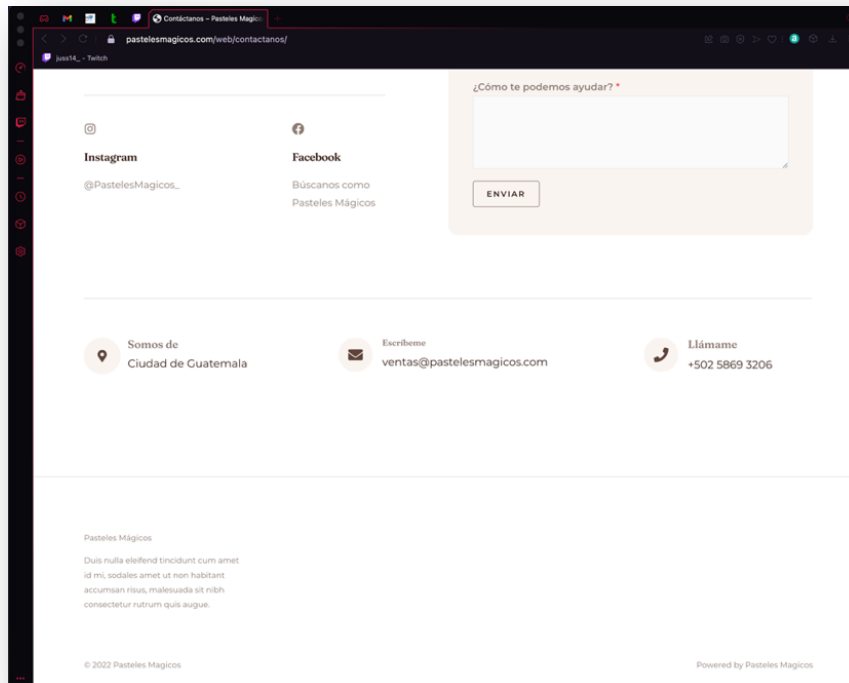 Contáctanos – Pasteles Magico
pastelesmagicos.com/web/contactanos/
juss14_ - Twitch
¿Cómo te podemos ayudar? *
Instagram
@PastelesMagicos_
Facebook
Búscanos como
Pasteles Mágicos
ENVIAR
Somos de
Ciudad de Guatemala
Escríbeme
ventas@pastelesmagicos.com
Llámame
+502 5869 3206
Pasteles Mágicos
Duis nulla eleifend tincidunt cum amet
id mi, sodales amet ut non habitant
accumsan risus, malesuada sit nibh
consectetur rutrum quis augue.
© 2022 Pasteles Magicos
Powered by Pasteles Magicos